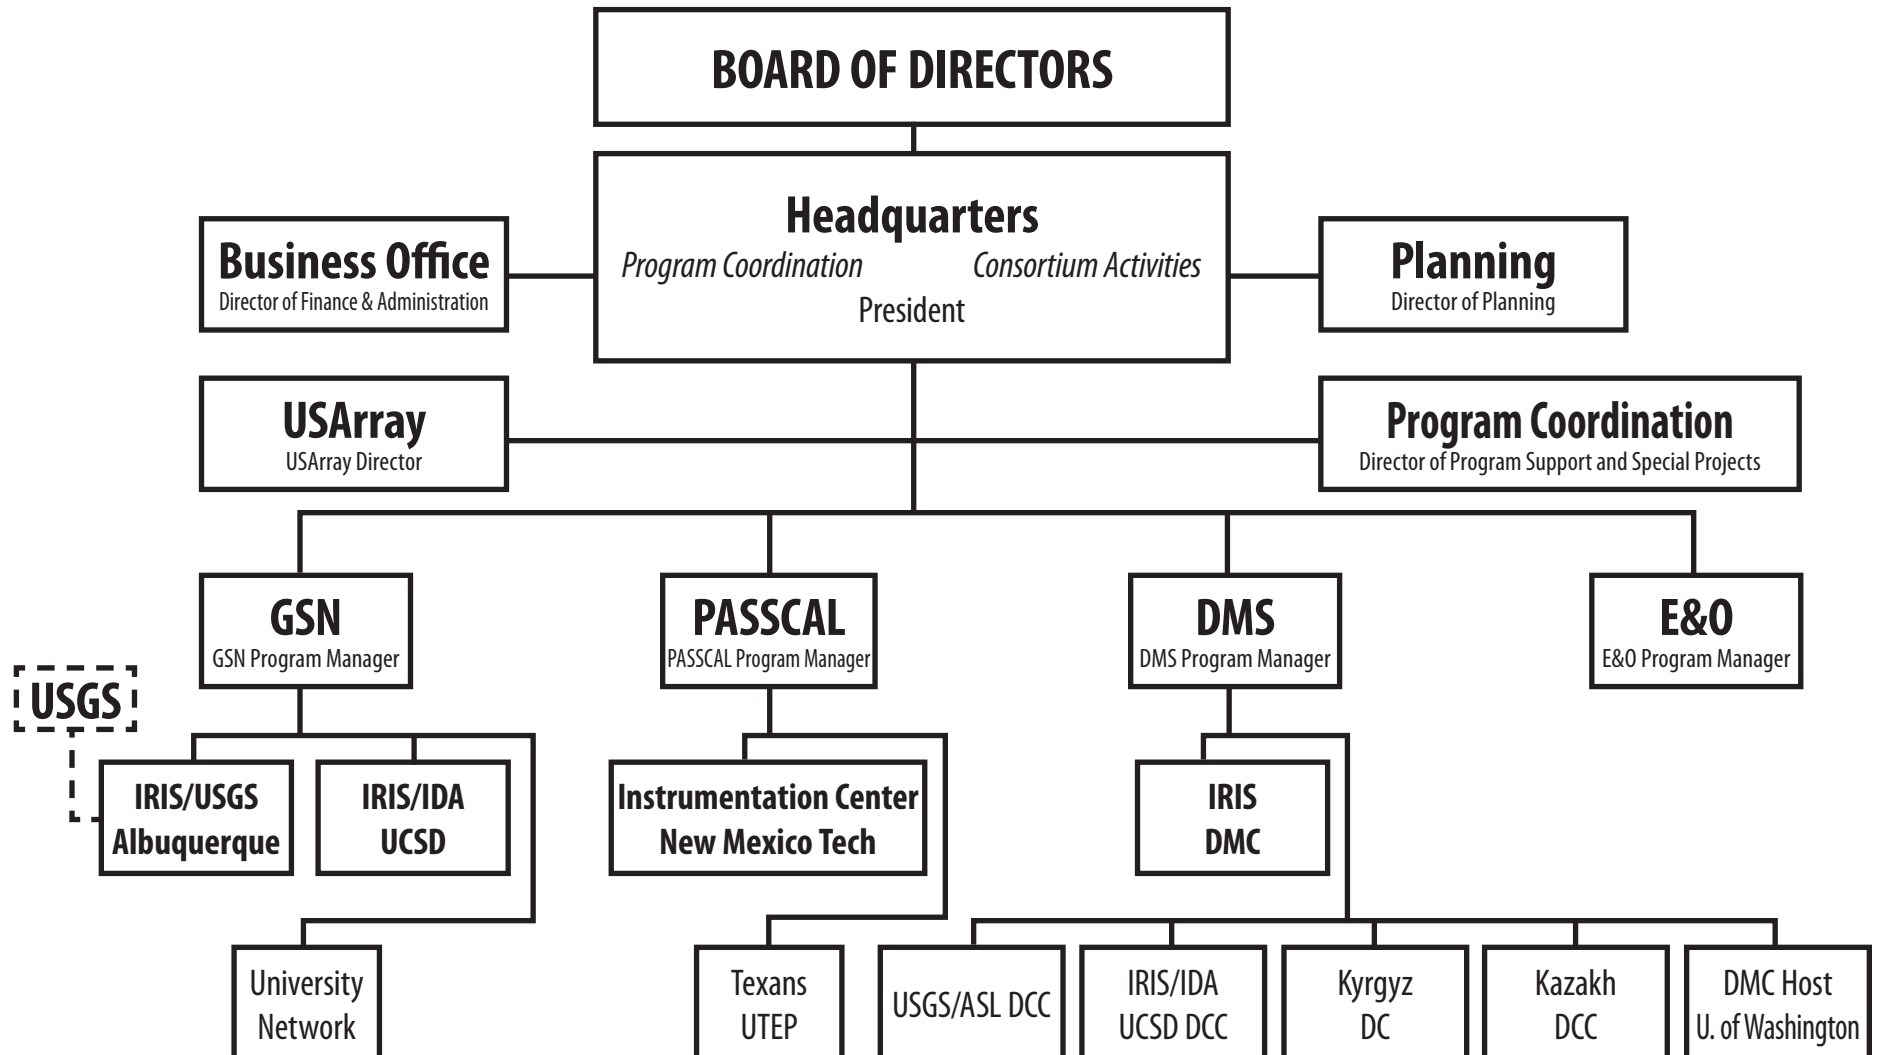 BOARD OF DIRECTORS
Headquarters
Program Coordination
Consortium Activities
President
Business Office
Director of Finance & Administration
Planning
Director of Planning
USArray
USArray Director
Program Coordination
Director of Program Support and Special Projects
GSN
GSN Program Manager
PASSCAL
PASSCAL Program Manager
DMS
DMS Program Manager
E&O
E&O Program Manager
USGS
IRIS/USGS
Albuquerque
IRIS/IDA
UCSD
Instrumentation Center
New Mexico Tech
IRIS
DMC
University
Network
Texans
UTEP
USGS/ASL DCC
IRIS/IDA
UCSD DCC
Kyrgyz
DC
Kazakh
DCC
DMC Host
U. of Washington